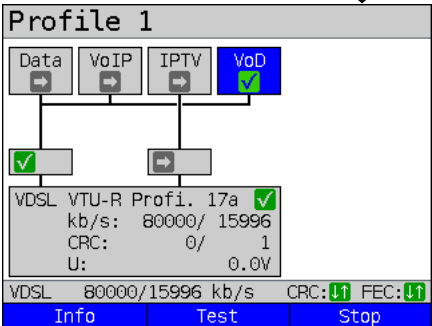 Profile 1
Data VoIP IPTV VoD
VDSL VTU-R Profi. 17a
kb/s: 80000/ 15996
CRC: 0/ 1
U: 0.0V
VDSL 80000/15996 kb/s CRC: FEC:
Info Test Stop